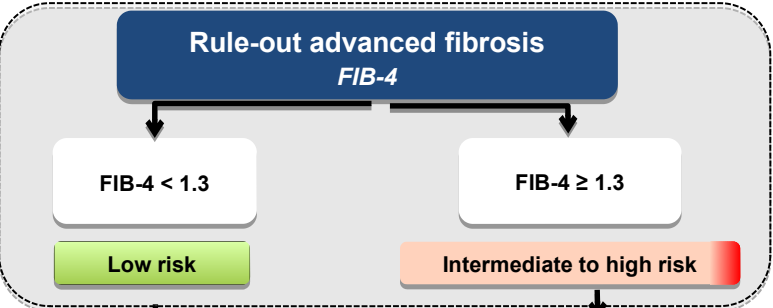 Rule-out advanced fibrosis
FIB-4
FIB-4 < 1.3
FIB-4 ≥ 1.3
Low risk
Intermediate to high risk